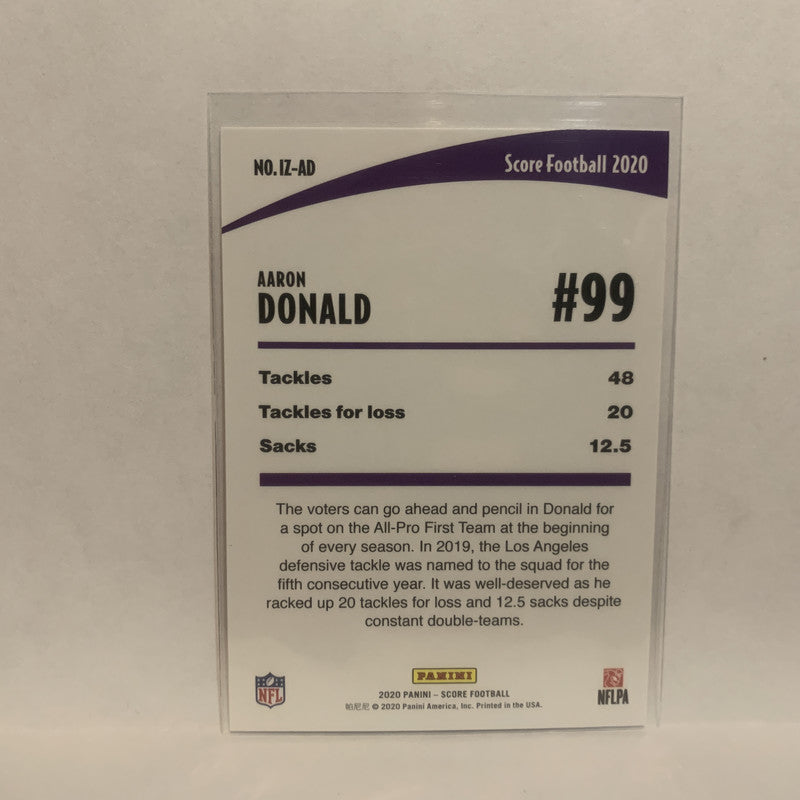 NO. IZ-AD
Score Football 2020
AARON
DONALD
#99
Tackles 48
Tackles for loss 20
Sacks 12.5
The voters can go ahead and pencil in Donald for
a spot on the All-Pro First Team at the beginning
of every season. In 2019, the Los Angeles
defensive tackle was named to the squad for the
fifth consecutive year. It was well-deserved as he
racked up 20 tackles for loss and 12.5 sacks despite
constant double-teams.
NFL
PANINI
2020 PANINI – SCORE FOOTBALL
帕尼尼 © 2020 Panini America, Inc. Printed in the USA.
NFLPA